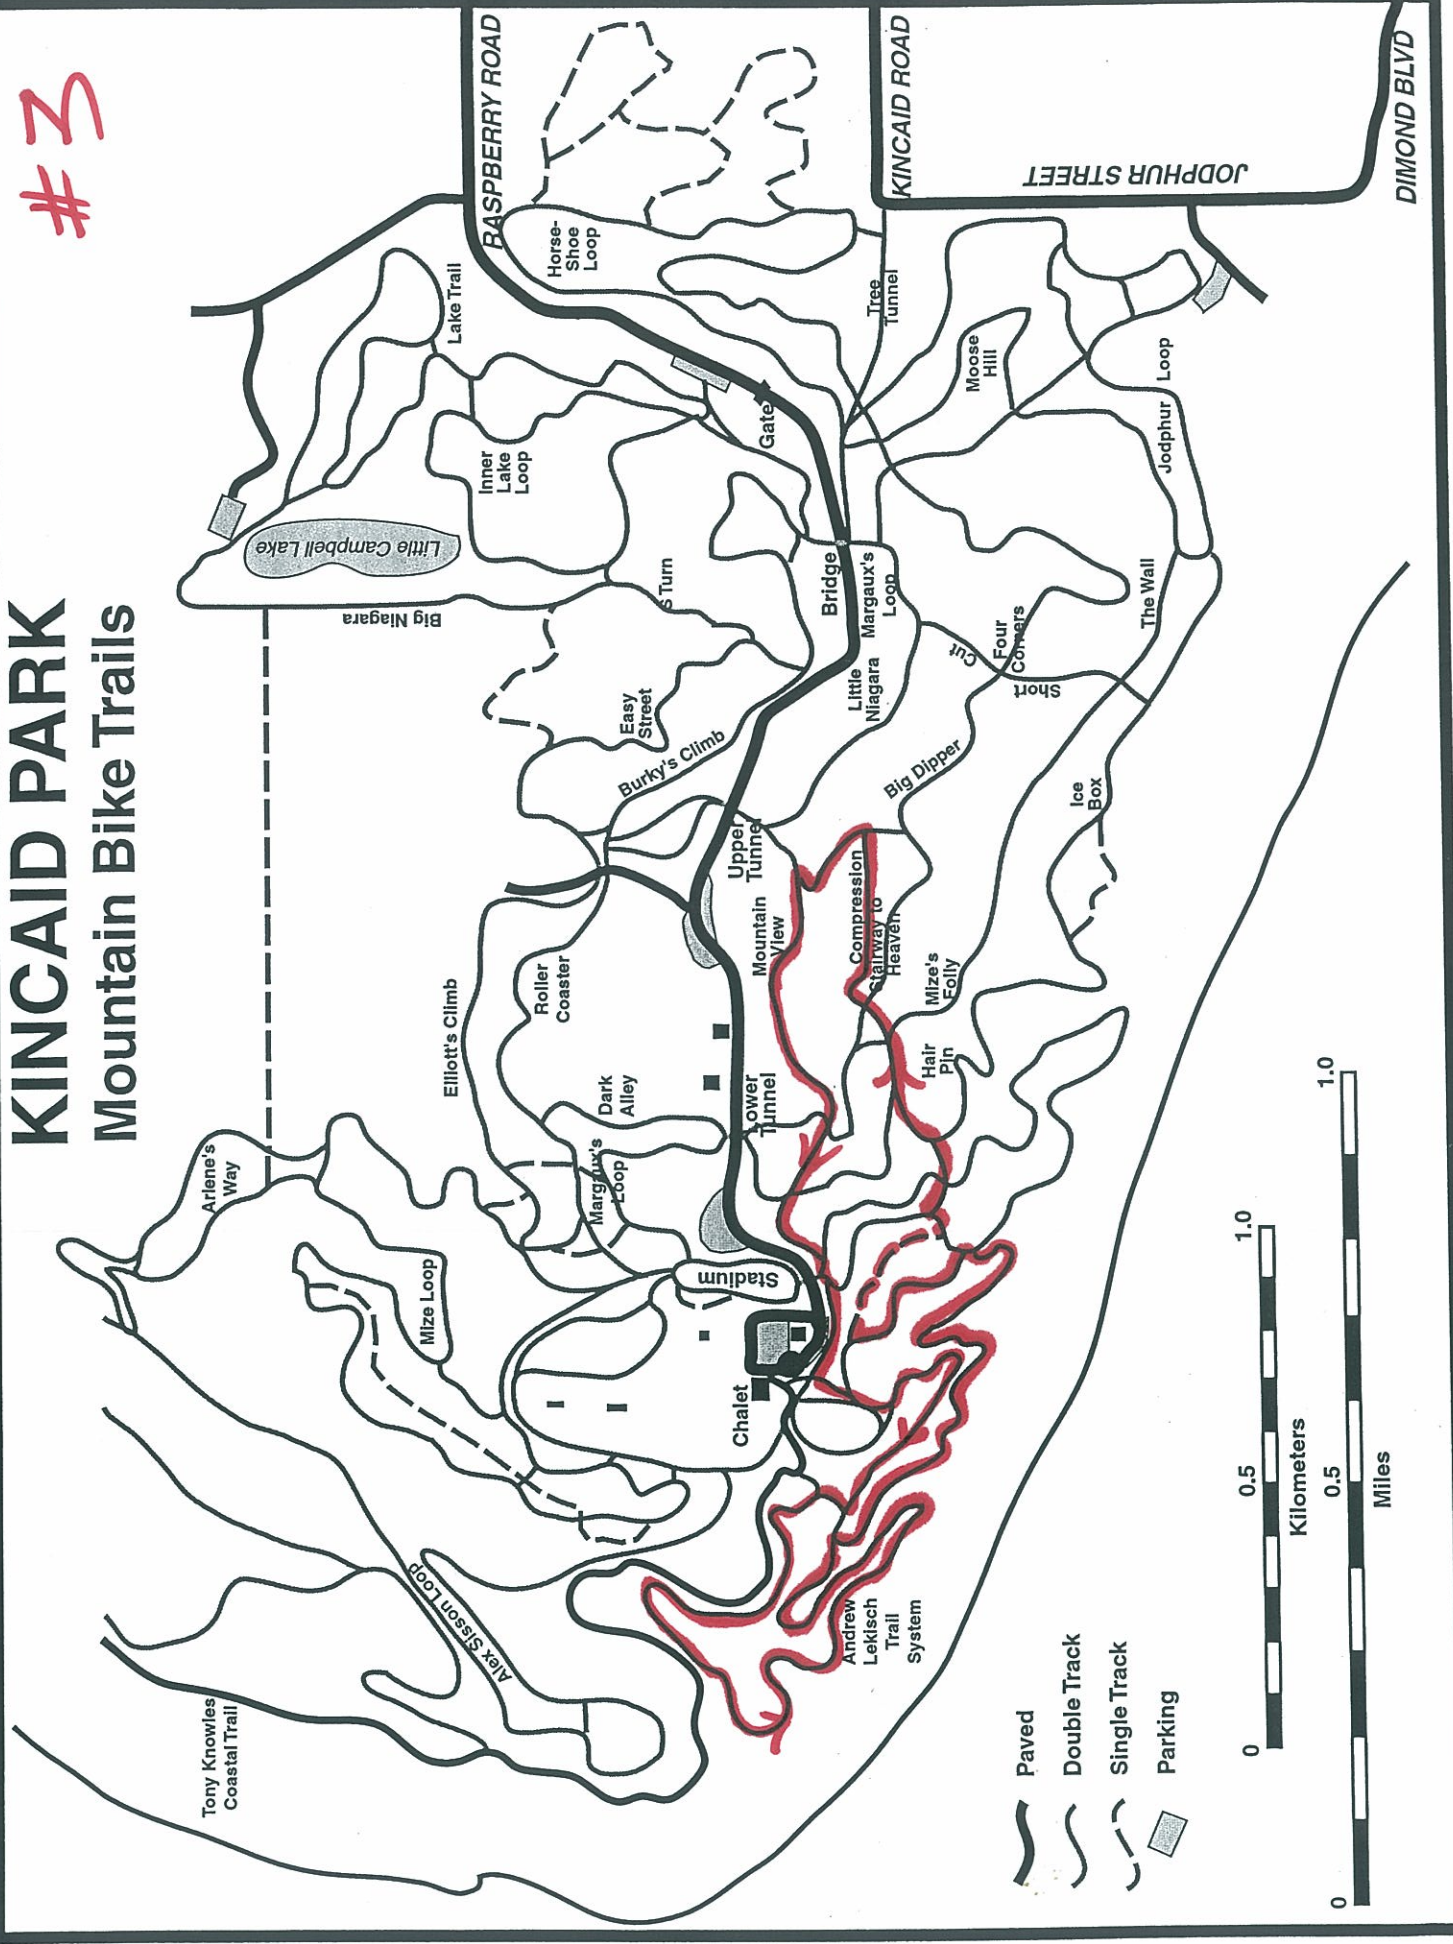 #3
KINCAID PARK
Mountain Bike Trails
RASPBERRY ROAD
KINCAID ROAD
JODPHUR STREET
DIMOND BLVD
Horse-
Shoe
Loop
Lake Trail
Tree
Tunnel
Moose
Hill
Jodphur Loop
Gate
Inner
Lake
Loop
Little Campbell Lake
Big Niagara
S Turn
Bridge
Margaux's
Loop
The Wall
Four
Corners
Short Cut
Little
Niagara
Easy
Street
Burky's Climb
Big Dipper
Ice
Box
Upper
Tunnel
Compression
Stairway to
Heaven
Mountain
View
Mize's
Folly
Hair
Pin
Roller
Coaster
Elliott's Climb
Dark
Alley
Lower
Tunnel
Margaux's
Loop
Arlene's
Way
Stadium
Mize Loop
Chalet
Alex Sisson Loop
Andrew
Lekisch
Trail
System
Tony Knowles
Coastal Trail
Paved
Double Track
Single Track
Parking
0 0.5 1.0
Kilometers
0 0.5 1.0
Miles